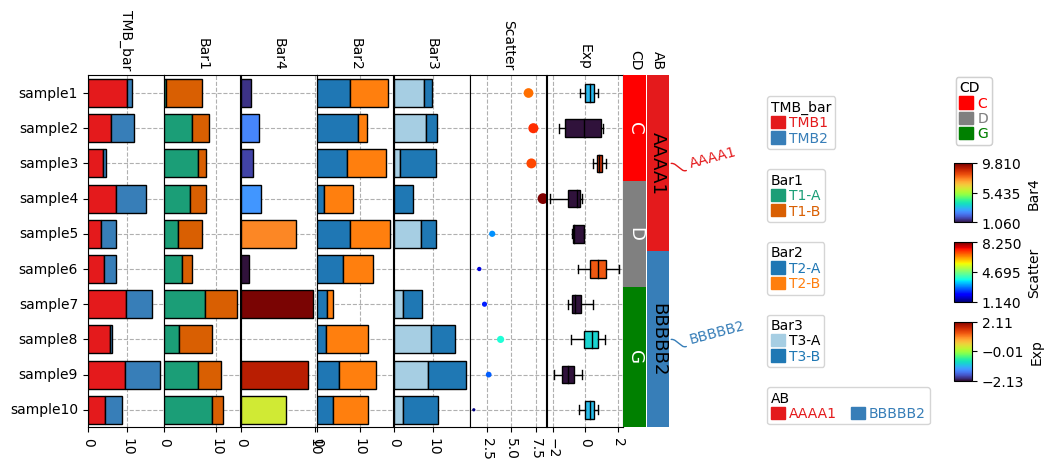 TMB_bar Bar1 Bar4 Bar2 Bar3 Scatter Exp CD AB
sample1
sample2
sample3
sample4
sample5
sample6
sample7
sample8
sample9
sample10
0 10 0 10 0 0 10 0 10 2.5 5.0 7.5 −2 0 2
C
D
G
AAAA1
BBBBB2
AAAA1
BBBBB2
TMB_bar
TMB1
TMB2
Bar1
T1-A
T1-B
Bar2
T2-A
T2-B
Bar3
T3-A
T3-B
AB
AAAA1 BBBBB2
CD
C
D
G
9.810
5.435
1.060
Bar4
8.250
4.695
1.140
Scatter
2.11
−0.01
−2.13
Exp